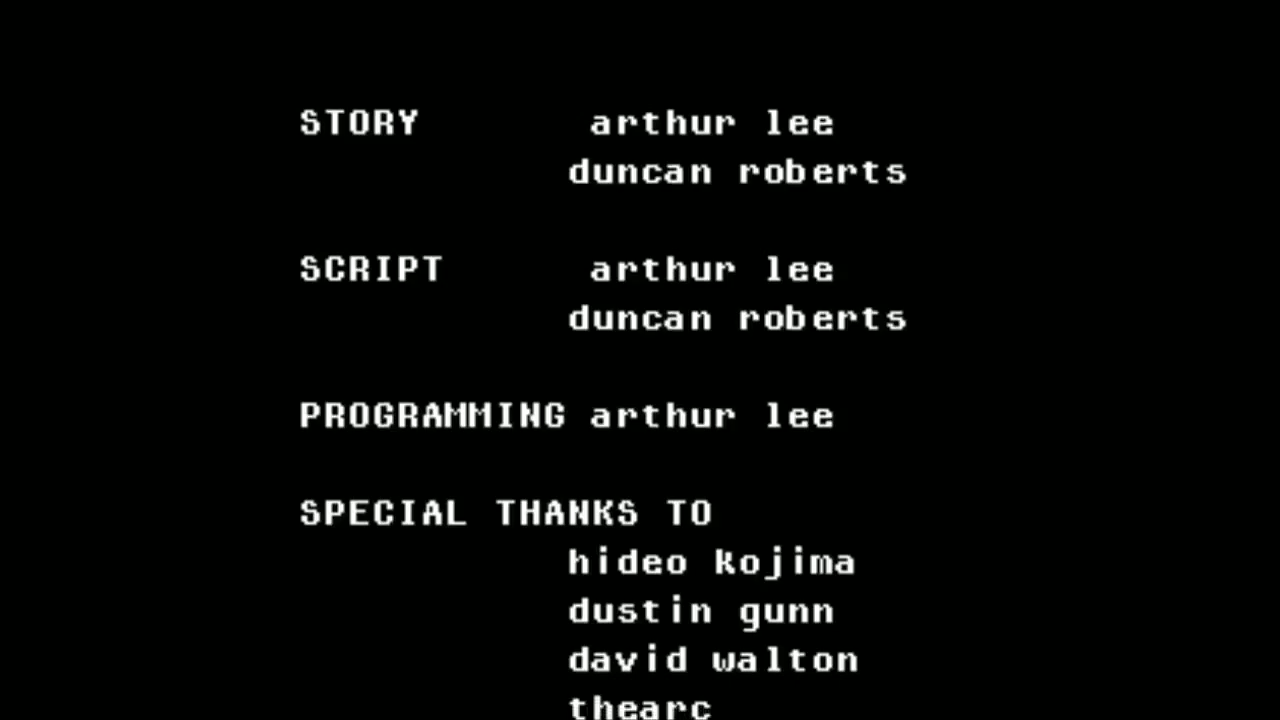 STORY arthur lee
duncan roberts
SCRIPT arthur lee
duncan roberts
PROGRAMMING arthur lee
SPECIAL THANKS TO
hideo kojima
dustin gunn
david walton
thearc